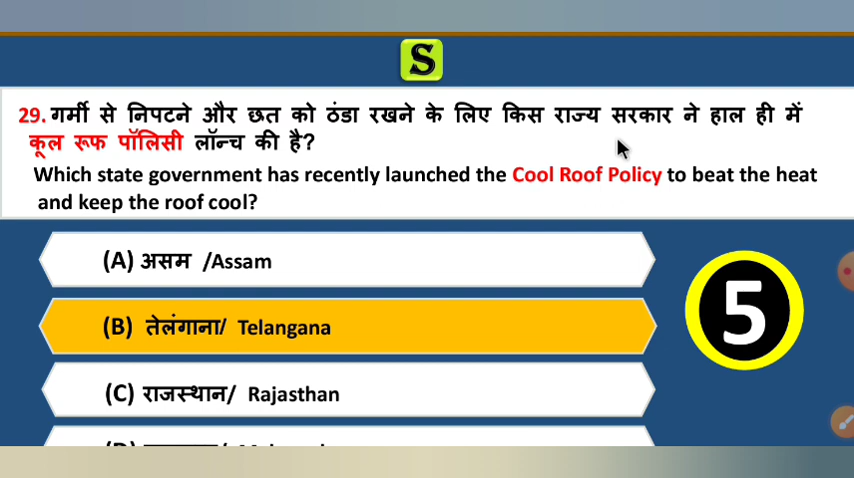 S
29. गर्मी से निपटने और छत को ठंडा रखने के लिए किस राज्य सरकार ने हाल ही में
कूल रूफ पॉलिसी लॉन्च की है?
Which state government has recently launched the Cool Roof Policy to beat the heat
and keep the roof cool?
(A) असम /Assam
(B) तेलंगाना/ Telangana
5
(C) राजस्थान/ Rajasthan